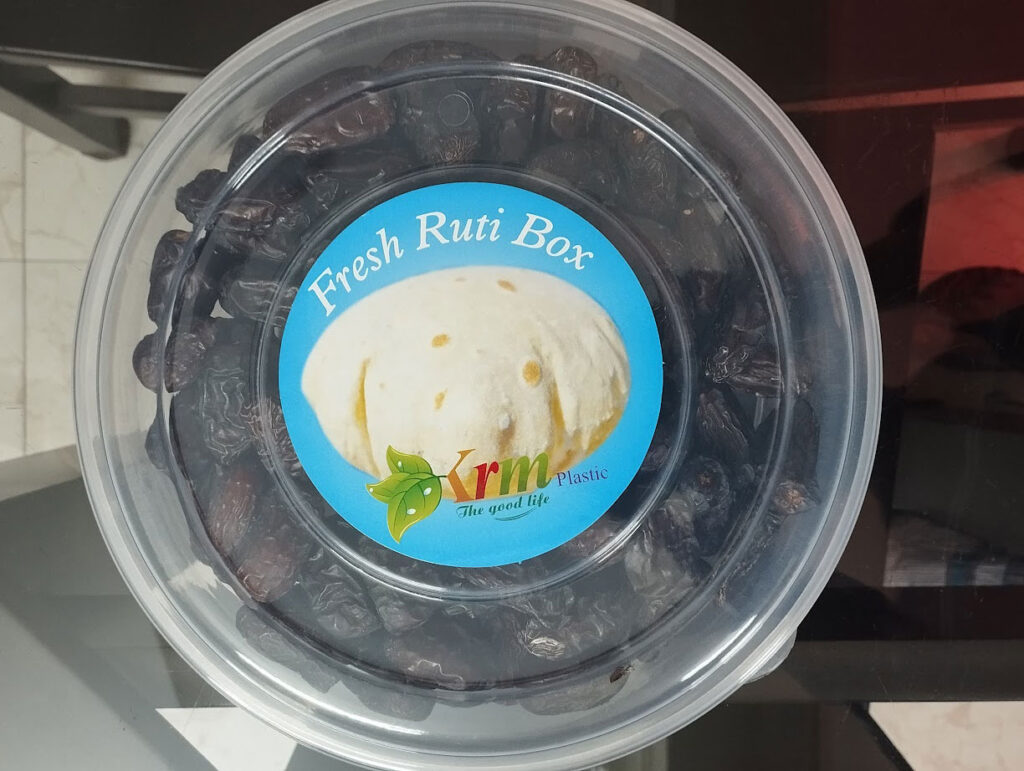 Fresh Ruti Box
Krm Plastic
The good life